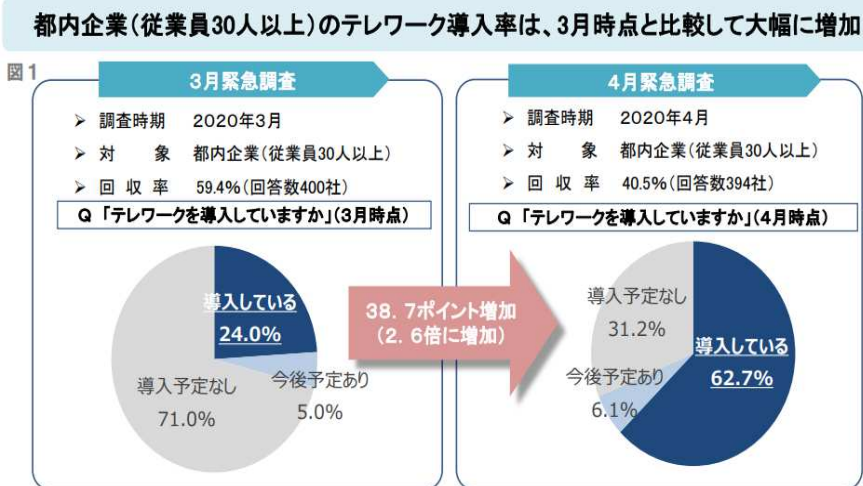 都内企業(従業員30人以上)のテレワーク導入率は、3月時点と比較して大幅に増加
図1
3月緊急調査
➢ 調査時期 2020年3月
➢ 対 象 都内企業(従業員30人以上)
➢ 回 収 率 59.4%(回答数400社)
Q 「テレワークを導入していますか」(3月時点)
導入している
24.0%
今後予定あり
5.0%
導入予定なし
71.0%
38.7ポイント増加
(2.6倍に増加)
4月緊急調査
➢ 調査時期 2020年4月
➢ 対 象 都内企業(従業員30人以上)
➢ 回 収 率 40.5%(回答数394社)
Q 「テレワークを導入していますか」(4月時点)
導入予定なし
31.2%
導入している
62.7%
今後予定あり
6.1%